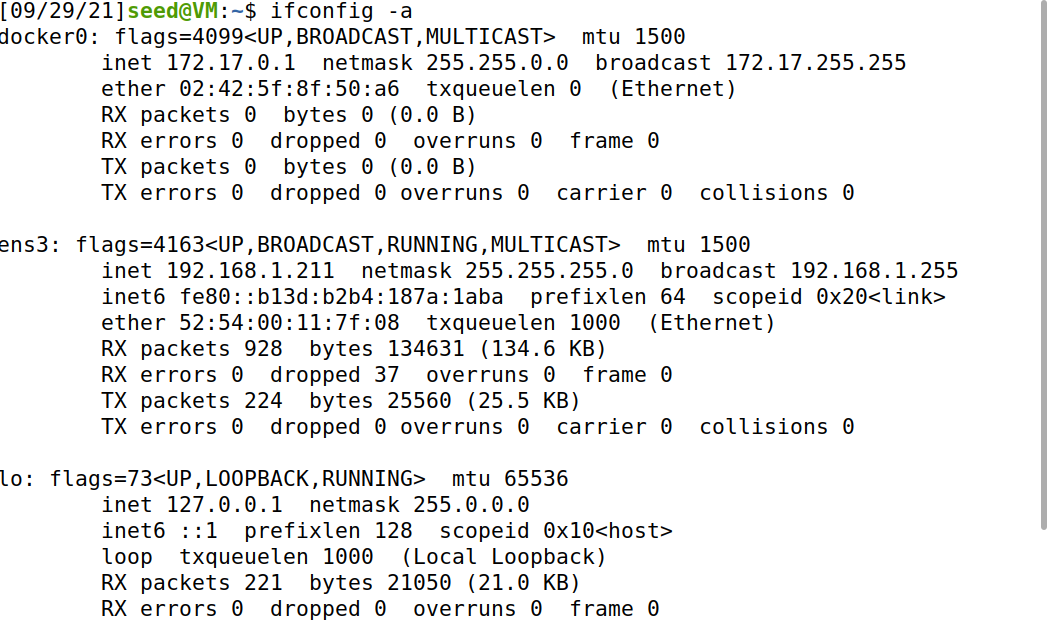 [09/29/21]seed@VM:~$ ifconfig -a
docker0: flags=4099<UP,BROADCAST,MULTICAST>  mtu 1500
        inet 172.17.0.1  netmask 255.255.0.0  broadcast 172.17.255.255
        ether 02:42:5f:8f:50:a6  txqueuelen 0  (Ethernet)
        RX packets 0  bytes 0 (0.0 B)
        RX errors 0  dropped 0  overruns 0  frame 0
        TX packets 0  bytes 0 (0.0 B)
        TX errors 0  dropped 0 overruns 0  carrier 0  collisions 0

ens3: flags=4163<UP,BROADCAST,RUNNING,MULTICAST>  mtu 1500
        inet 192.168.1.211  netmask 255.255.255.0  broadcast 192.168.1.255
        inet6 fe80::b13d:b2b4:187a:1aba  prefixlen 64  scopeid 0x20<link>
        ether 52:54:00:11:7f:08  txqueuelen 1000  (Ethernet)
        RX packets 928  bytes 134631 (134.6 KB)
        RX errors 0  dropped 37  overruns 0  frame 0
        TX packets 224  bytes 25560 (25.5 KB)
        TX errors 0  dropped 0 overruns 0  carrier 0  collisions 0

lo: flags=73<UP,LOOPBACK,RUNNING>  mtu 65536
        inet 127.0.0.1  netmask 255.0.0.0
        inet6 ::1  prefixlen 128  scopeid 0x10<host>
        loop  txqueuelen 1000  (Local Loopback)
        RX packets 221  bytes 21050 (21.0 KB)
        RX errors 0  dropped 0  overruns 0  frame 0